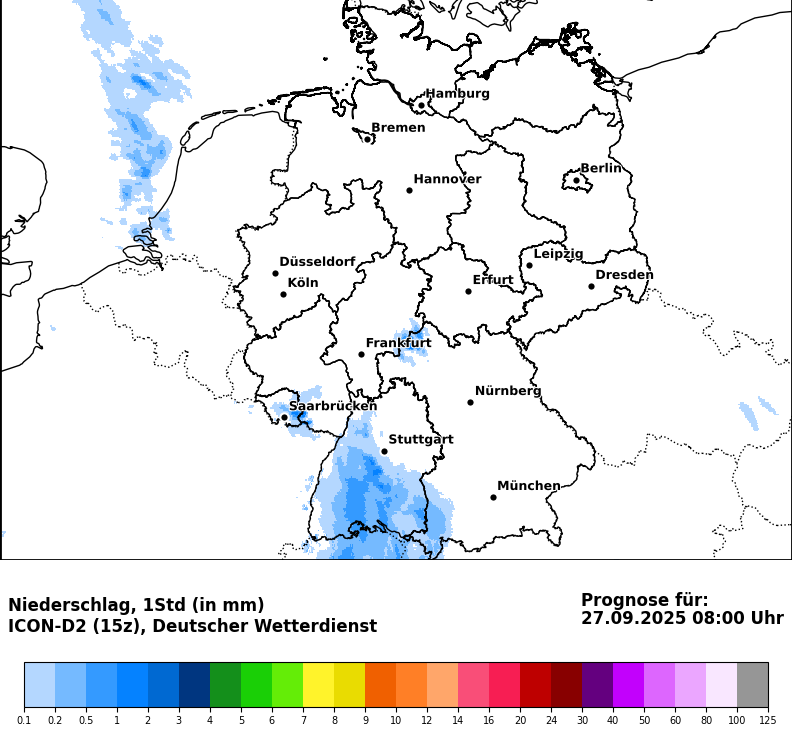 Hamburg
Bremen
Berlin
Hannover
Leipzig
Düsseldorf
Dresden
Köln
Erfurt
Frankfurt
Nürnberg
Saarbrücken
Stuttgart
München
Niederschlag, 1Std (in mm)
ICON-D2 (15z), Deutscher Wetterdienst
Prognose für:
27.09.2025 08:00 Uhr
0.1 0.2 0.5 1 2 3 4 5 6 7 8 9 10 12 14 16 20 24 30 40 50 60 80 100 125